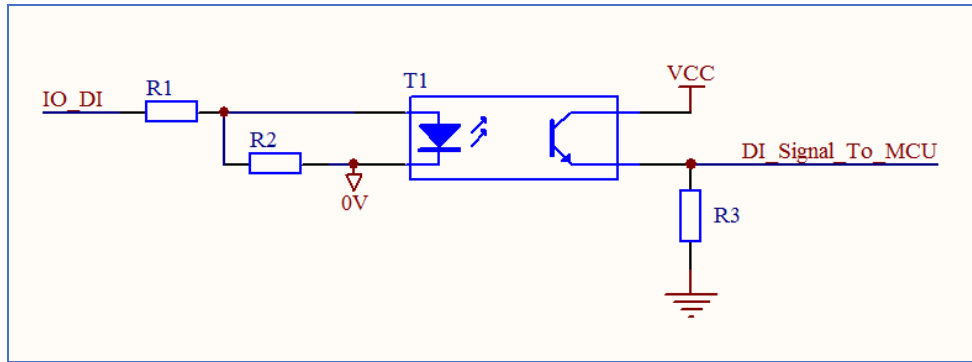 IO_DI
R1
R2
0V
T1
VCC
DI_Signal_To_MCU
R3